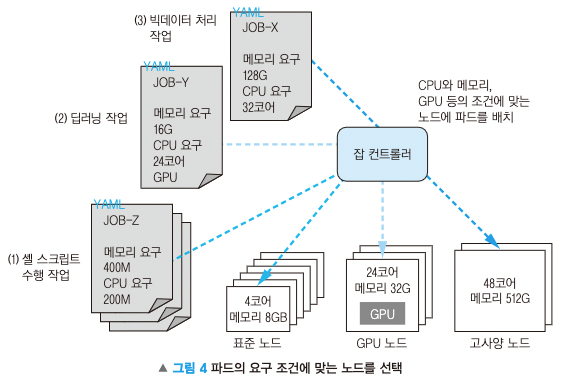 (3) 빅데이터 처리
작업
YAML
JOB-X
메모리 요구
128G
CPU 요구
32코어
(2) 딥러닝 작업
YAML
JOB-Y
메모리 요구
16G
CPU 요구
24코어
GPU
CPU와 메모리,
GPU 등의 조건에 맞는
노드에 파드를 배치
잡 컨트롤러
(1) 셸 스크립트
수행 작업
YAML
JOB-Z
메모리 요구
400M
CPU 요구
200M
4코어
메모리 8GB
표준 노드
24코어
메모리 32G
GPU
GPU 노드
48코어
메모리 512G
고사양 노드
▲ 그림 4 파드의 요구 조건에 맞는 노드를 선택